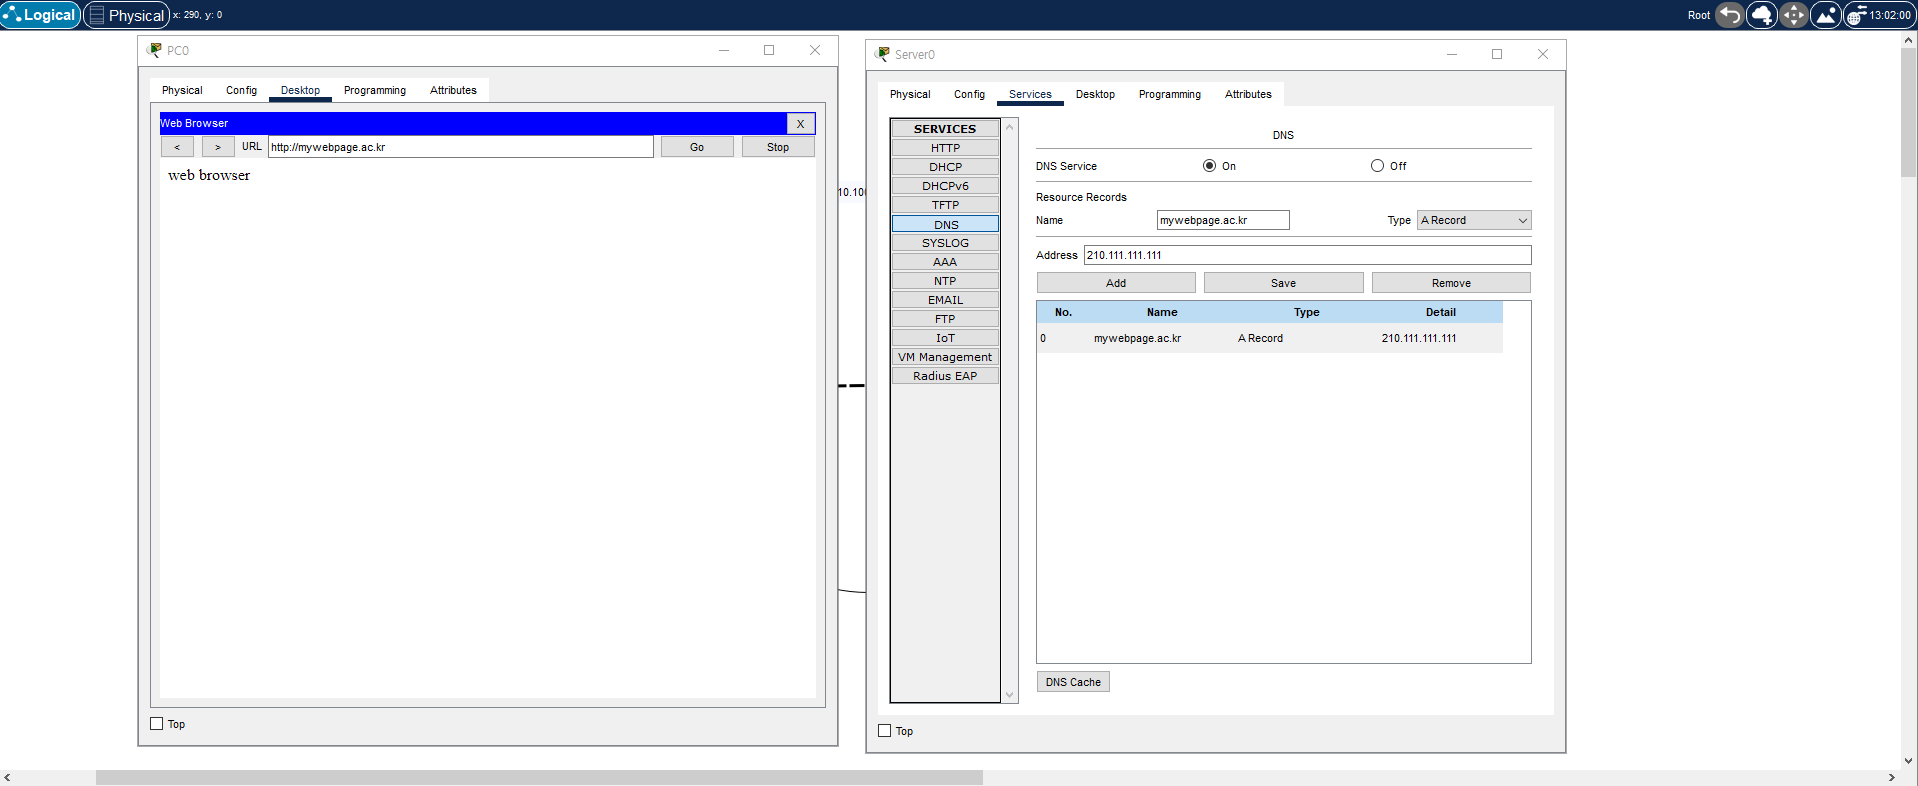 Logical Physical x: 290, y: 0 Root 13:02:00
PC0
Physical Config Desktop Programming Attributes
Web Browser X
< > URL http://mywebpage.ac.kr Go Stop
web browser
Top
10.100
Server0
Physical Config Services Desktop Programming Attributes
SERVICES
HTTP
DHCP
DHCPv6
TFTP
DNS
SYSLOG
AAA
NTP
EMAIL
FTP
IoT
VM Management
Radius EAP
DNS
DNS Service On Off
Resource Records
Name mywebpage.ac.kr Type A Record
Address 210.111.111.111
Add Save Remove
No. Name Type Detail
0 mywebpage.ac.kr A Record 210.111.111.111
DNS Cache
Top